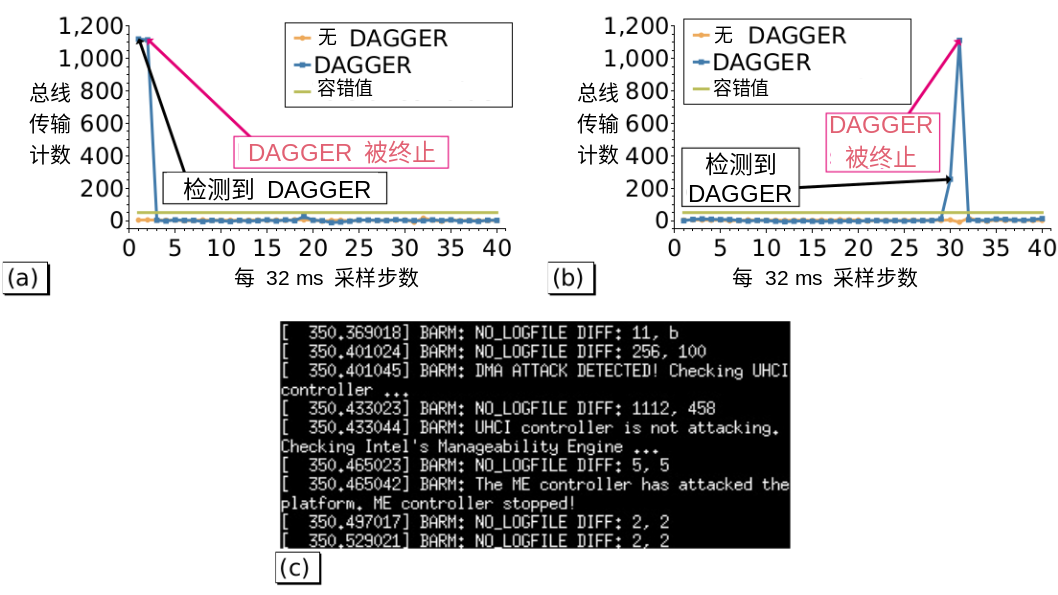 1,200
1,000
800
600
400
200
0
总线
传输
计数
无 DAGGER
DAGGER
容错值
DAGGER 被终止
检测到 DAGGER
0 5 10 15 20 25 30 35 40
每 32 ms 采样步数
(a)
1,200
1,000
800
600
400
200
0
总线
传输
计数
无 DAGGER
DAGGER
容错值
DAGGER
被终止
检测到
DAGGER
0 5 10 15 20 25 30 35 40
每 32 ms 采样步数
(b)
[ 350.369018] BARM: NO_LOGFILE DIFF: 11, b
[ 350.401024] BARM: NO_LOGFILE DIFF: 256, 100
[ 350.401045] BARM: DMA ATTACK DETECTED! Checking UHCI
controller ...
[ 350.433023] BARM: NO_LOGFILE DIFF: 1112, 458
[ 350.433044] BARM: UHCI controller is not attacking.
Checking Intel's Manageability Engine ...
[ 350.465023] BARM: NO_LOGFILE DIFF: 5, 5
[ 350.465042] BARM: The ME controller has attacked the
platform. ME controller stopped!
[ 350.497017] BARM: NO_LOGFILE DIFF: 2, 2
[ 350.529021] BARM: NO_LOGFILE DIFF: 2, 2
(c)